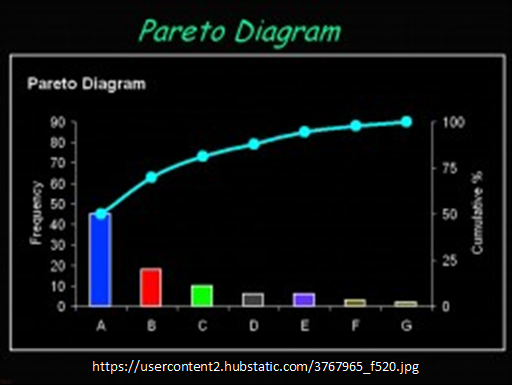 Pareto Diagram
Pareto Diagram
Frequency
90
80
70
60
50
40
30
20
10
0
100
75
50
25
0
Cumulative %
A B C D E F G
https://usercontent2.hubstatic.com/3767965_f520.jpg